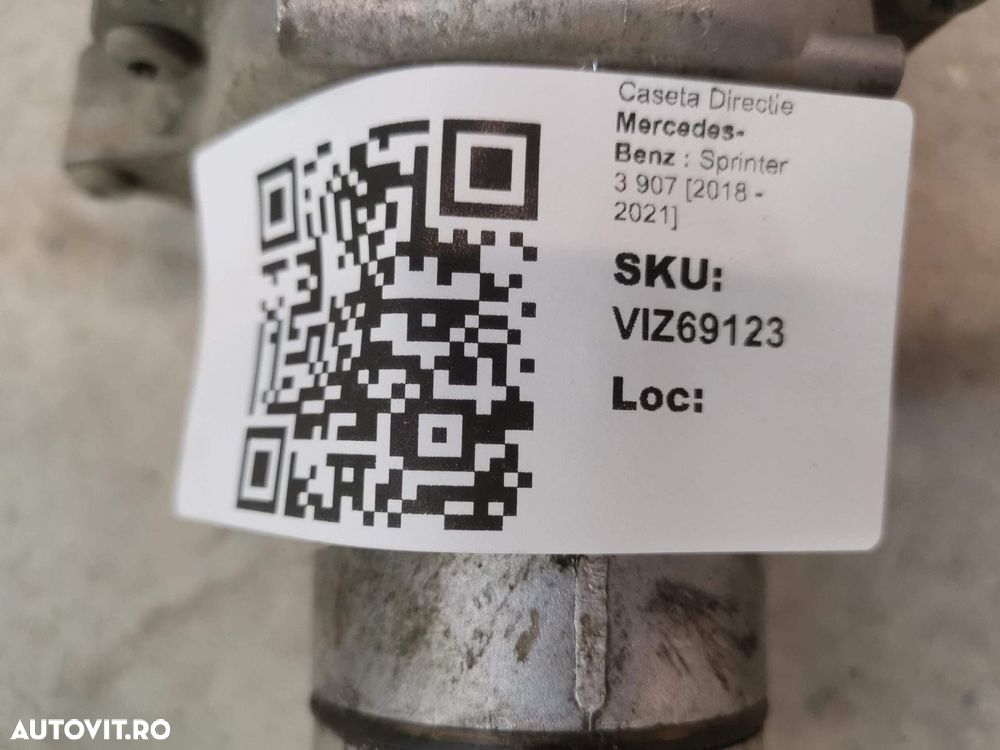 Caseta Directie
Mercedes-
Benz : Sprinter
3 907 [2018 -
2021]
SKU:
VIZ69123
Loc:
AUTOVIT.RO